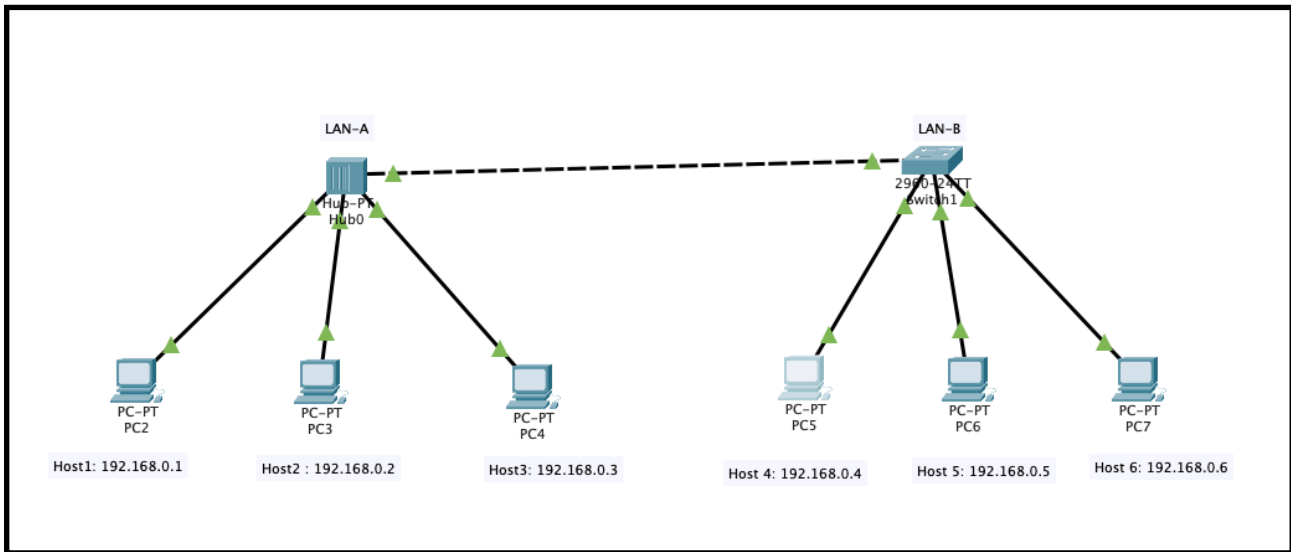 LAN-A
LAN-B
Hub-PT
Hub0
2960-24TT
Switch1
PC-PT
PC2
PC-PT
PC3
PC-PT
PC4
PC-PT
PC5
PC-PT
PC6
PC-PT
PC7
Host1: 192.168.0.1
Host2 : 192.168.0.2
Host3: 192.168.0.3
Host 4: 192.168.0.4
Host 5: 192.168.0.5
Host 6: 192.168.0.6